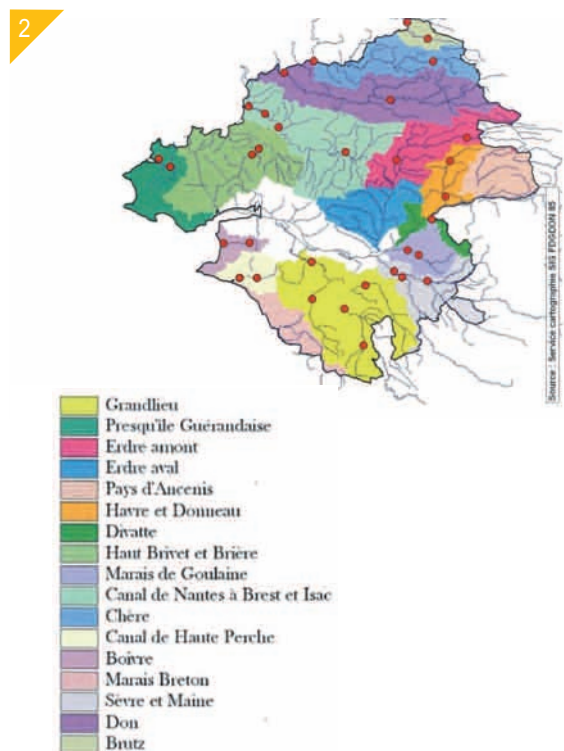 2
Source : Service cartographie SIG FDGDON 85
Grandlieu
Presqu'île Guérandaise
Erdre amont
Erdre aval
Pays d'Ancenis
Havre et Donneau
Divatte
Haut Brivet et Brière
Marais de Goulaine
Canal de Nantes à Brest et Isac
Chère
Canal de Haute Perche
Boivre
Marais Breton
Sèvre et Maine
Don
Brutz